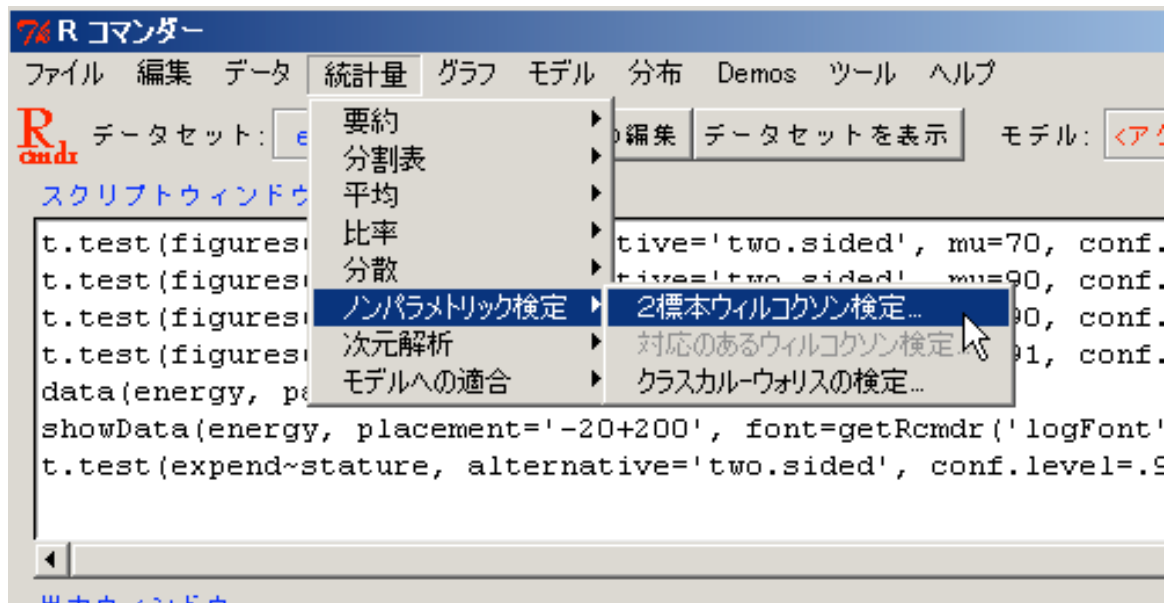 R コマンダー
ファイル 編集 データ 統計量 グラフ モデル 分布 Demos ツール ヘルプ
R cmdr データセット: の編集 データセットを表示 モデル: <ア
スクリプトウィンドウ
要約
分割表
平均
比率
分散
ノンパラメトリック検定
次元解析
モデルへの適合
2標本ウィルコクソン検定...
対応のあるウィルコクソン検定...
クラスカル-ウォリスの検定...
t.test(figures tive='two.sided', mu=70, conf.
t.test(figures tive='two.sided', mu=90, conf.
t.test(figures 90, conf.
t.test(figures 91, conf.
data(energy, pa
showData(energy, placement='-20+200', font=getRcmdr('logFont'
t.test(expend~stature, alternative='two.sided', conf.level=.9